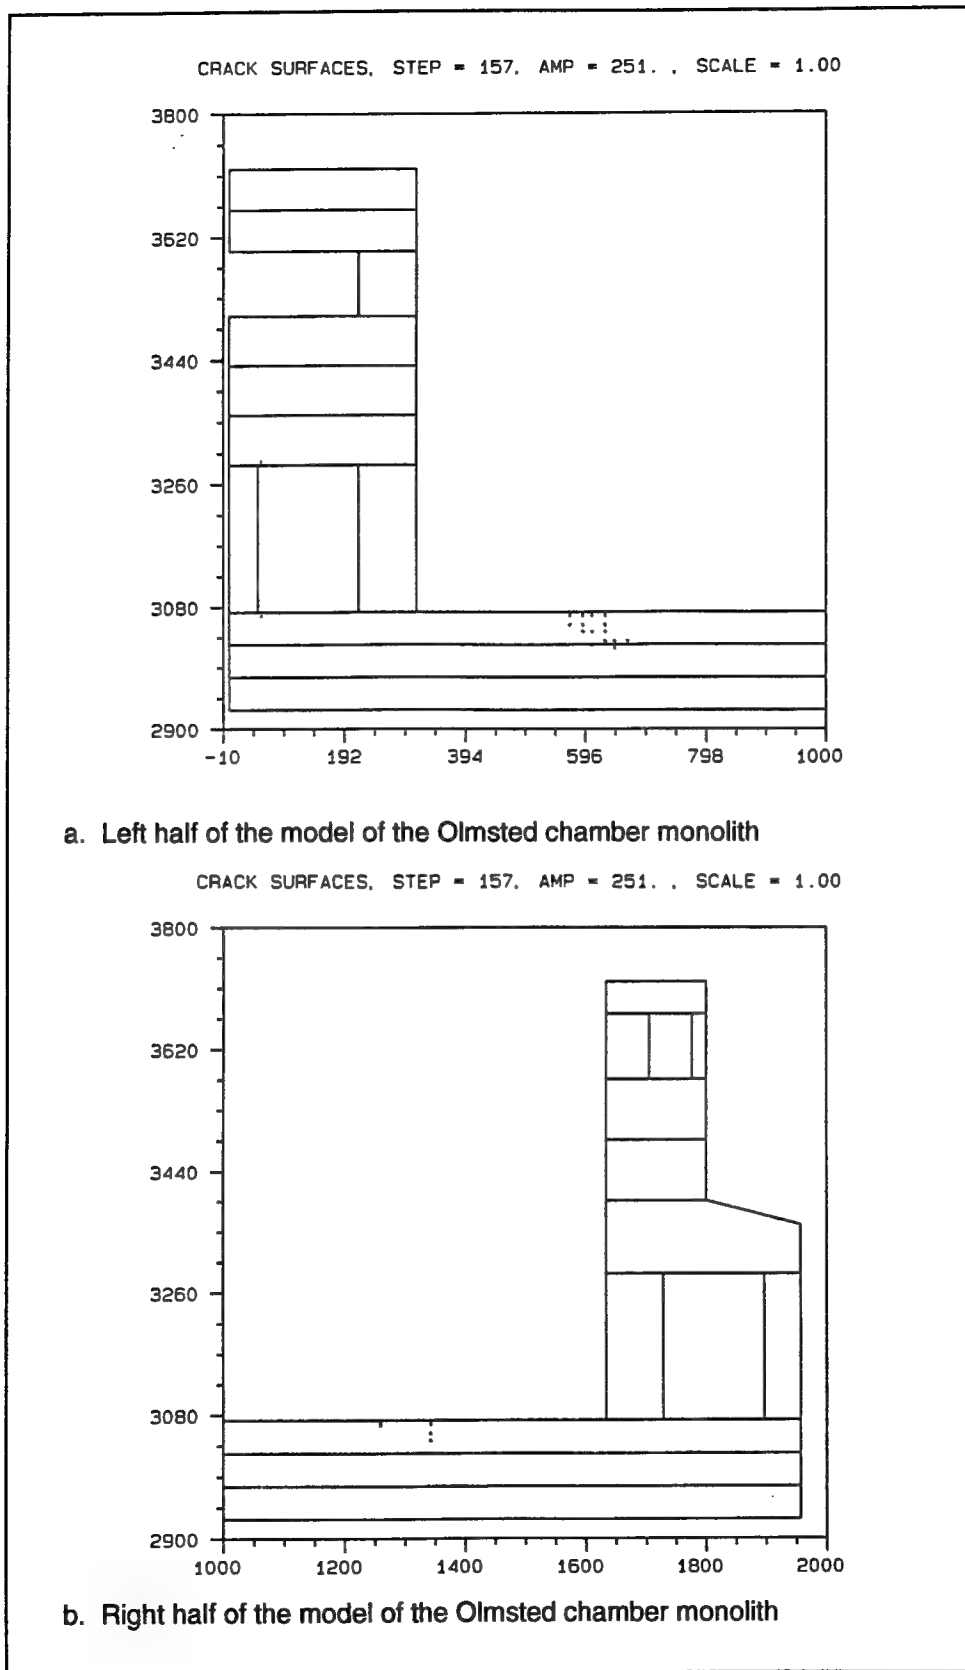 CRACK SURFACES, STEP = 157, AMP = 251. , SCALE = 1.00
3800
3620
3440
3260
3080
2900
-10 192 394 596 798 1000
a. Left half of the model of the Olmsted chamber monolith
CRACK SURFACES, STEP = 157, AMP = 251. , SCALE = 1.00
3800
3620
3440
3260
3080
2900
1000 1200 1400 1600 1800 2000
b. Right half of the model of the Olmsted chamber monolith